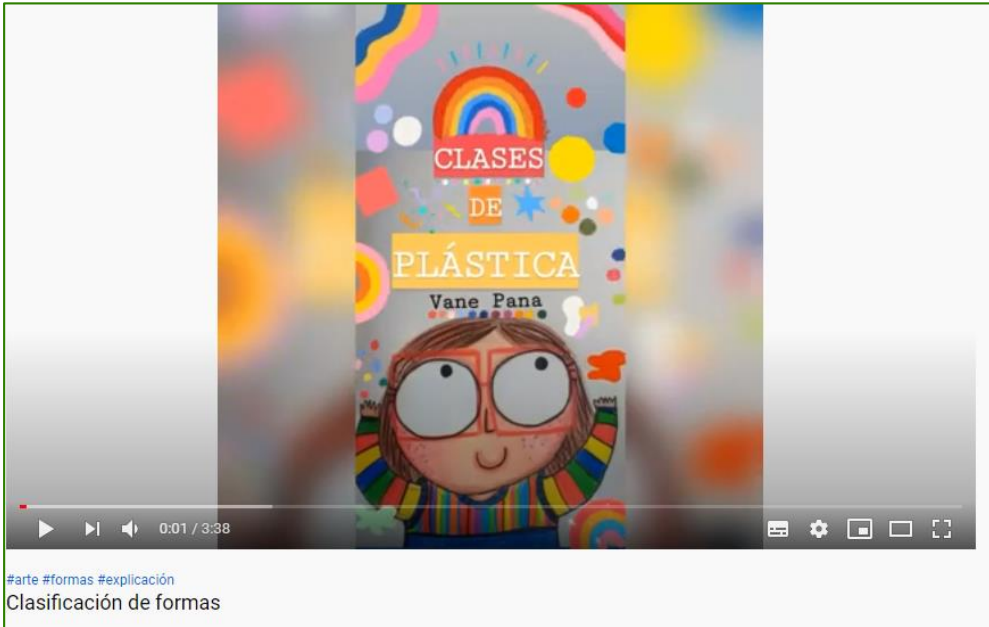 CLASES
DE
PLÁSTICA
Vane Pana
0:01 / 3:38
#arte #formas #explicación
Clasificación de formas